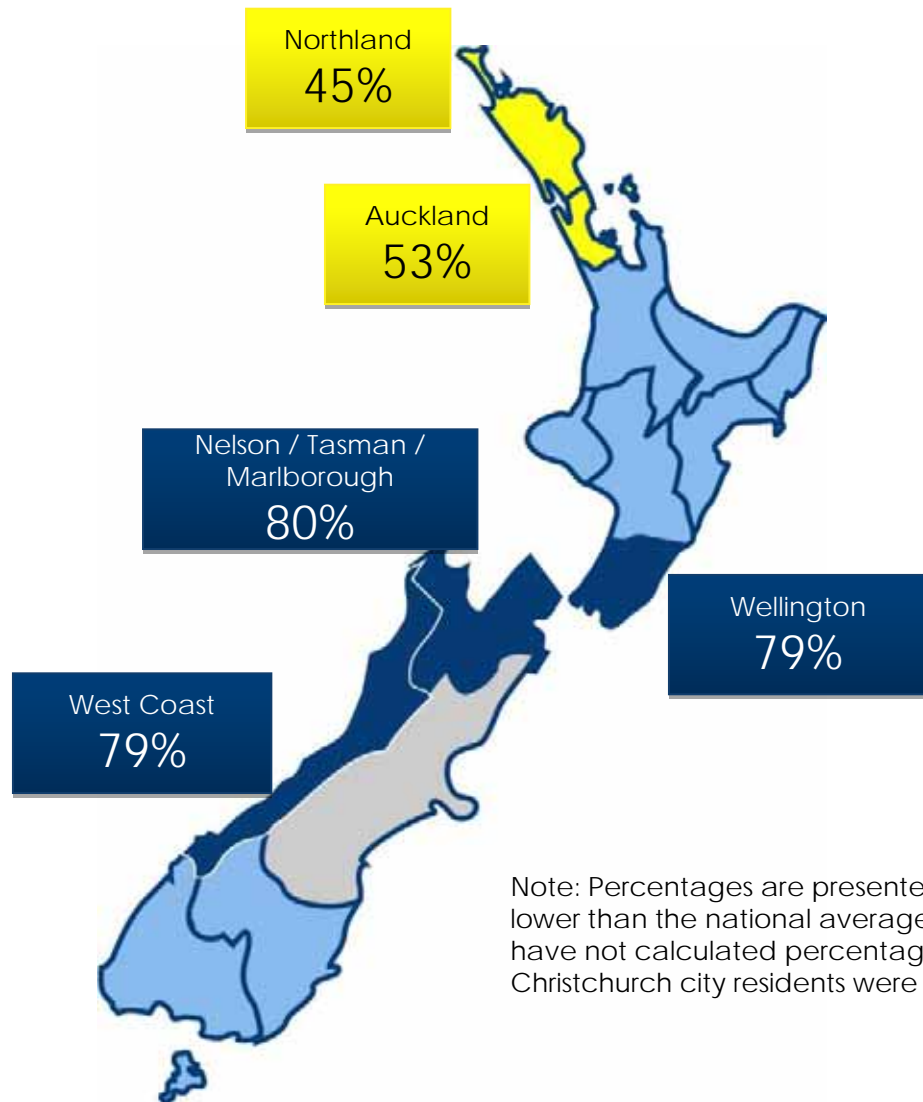 Northland
45%
Auckland
53%
Nelson / Tasman /
Marlborough
80%
Wellington
79%
West Coast
79%
Note: Percentages are presente
lower than the national average
have not calculated percentag
Christchurch city residents were